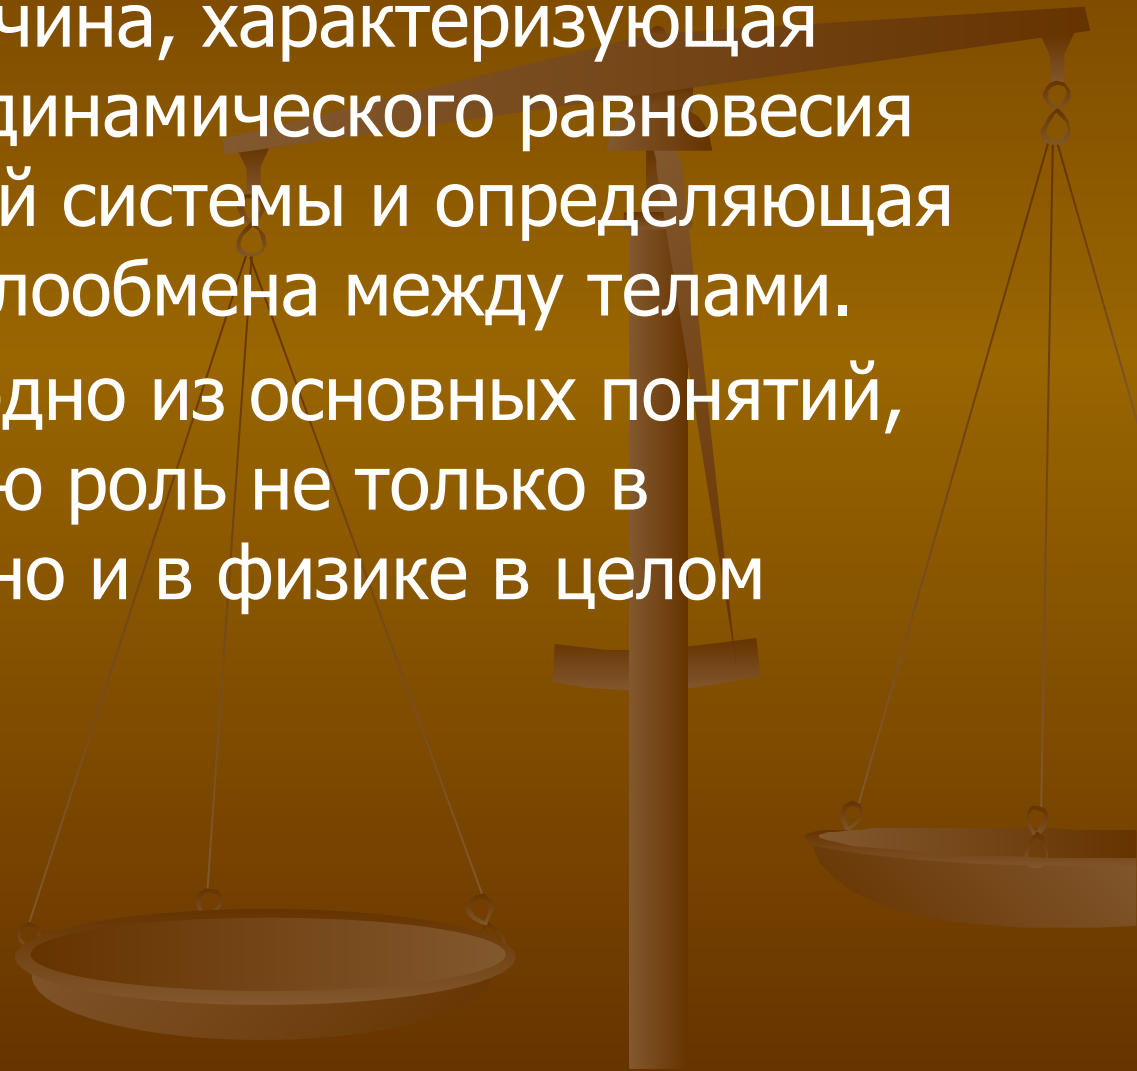 чина, характеризующая
динамического равновесия
й системы и определяющая
лообмена между телами.
дно из основных понятий,
ю роль не только в
но и в физике в целом